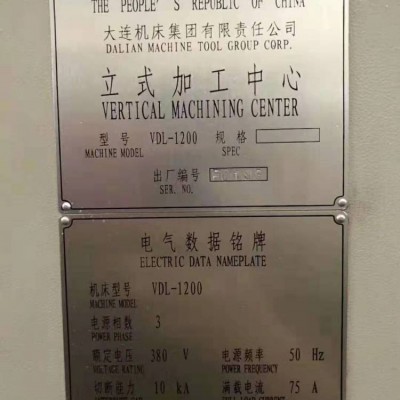 THE PEOPLE'S REPUBLIC OF CHINA
大连机床集团有限责任公司
DALIAN MACHINE TOOL GROUP CORP.
立式加工中心
VERTICAL MACHINING CENTER
型号 VDL-1200 规格
MACHINE MODEL SPEC
出厂编号
SER. NO.
电气数据铭牌
ELECTRIC DATA NAMEPLATE
机床型号 VDL-1200
MACHINE MODEL
电源相数 3
POWER PHASE
额定电压 380 V 电源频率 50 Hz
VOLTAGE RATING POWER FREQUENCY
切断容力 10 kA 满载电流 75 A
FULL LOAD CURRENT